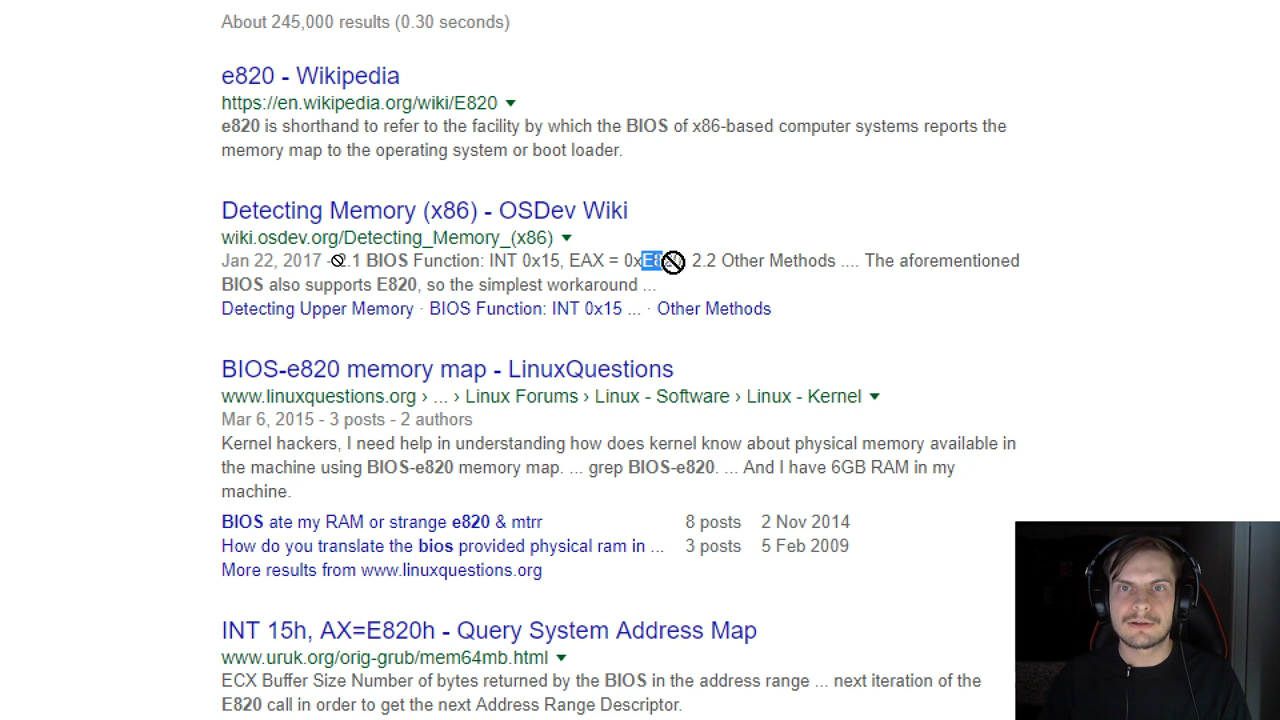 About 245,000 results (0.30 seconds)
e820 - Wikipedia
https://en.wikipedia.org/wiki/E820
e820 is shorthand to refer to the facility by which the BIOS of x86-based computer systems reports the
memory map to the operating system or boot loader.
Detecting Memory (x86) - OSDev Wiki
wiki.osdev.org/Detecting_Memory_(x86)
Jan 22, 2017 - .1 BIOS Function: INT 0x15, EAX = 0xE8 2.2 Other Methods .... The aforementioned
BIOS also supports E820, so the simplest workaround ...
Detecting Upper Memory · BIOS Function: INT 0x15 ... · Other Methods
BIOS-e820 memory map - LinuxQuestions
www.linuxquestions.org › ... › Linux Forums › Linux - Software › Linux - Kernel
Mar 6, 2015 - 3 posts - 2 authors
Kernel hackers, I need help in understanding how does kernel know about physical memory available in
the machine using BIOS-e820 memory map. ... grep BIOS-e820. ... And I have 6GB RAM in my
machine.
BIOS ate my RAM or strange e820 & mtrr 8 posts 2 Nov 2014
How do you translate the bios provided physical ram in ... 3 posts 5 Feb 2009
More results from www.linuxquestions.org
INT 15h, AX=E820h - Query System Address Map
www.uruk.org/orig-grub/mem64mb.html
ECX Buffer Size Number of bytes returned by the BIOS in the address range ... next iteration of the
E820 call in order to get the next Address Range Descriptor.